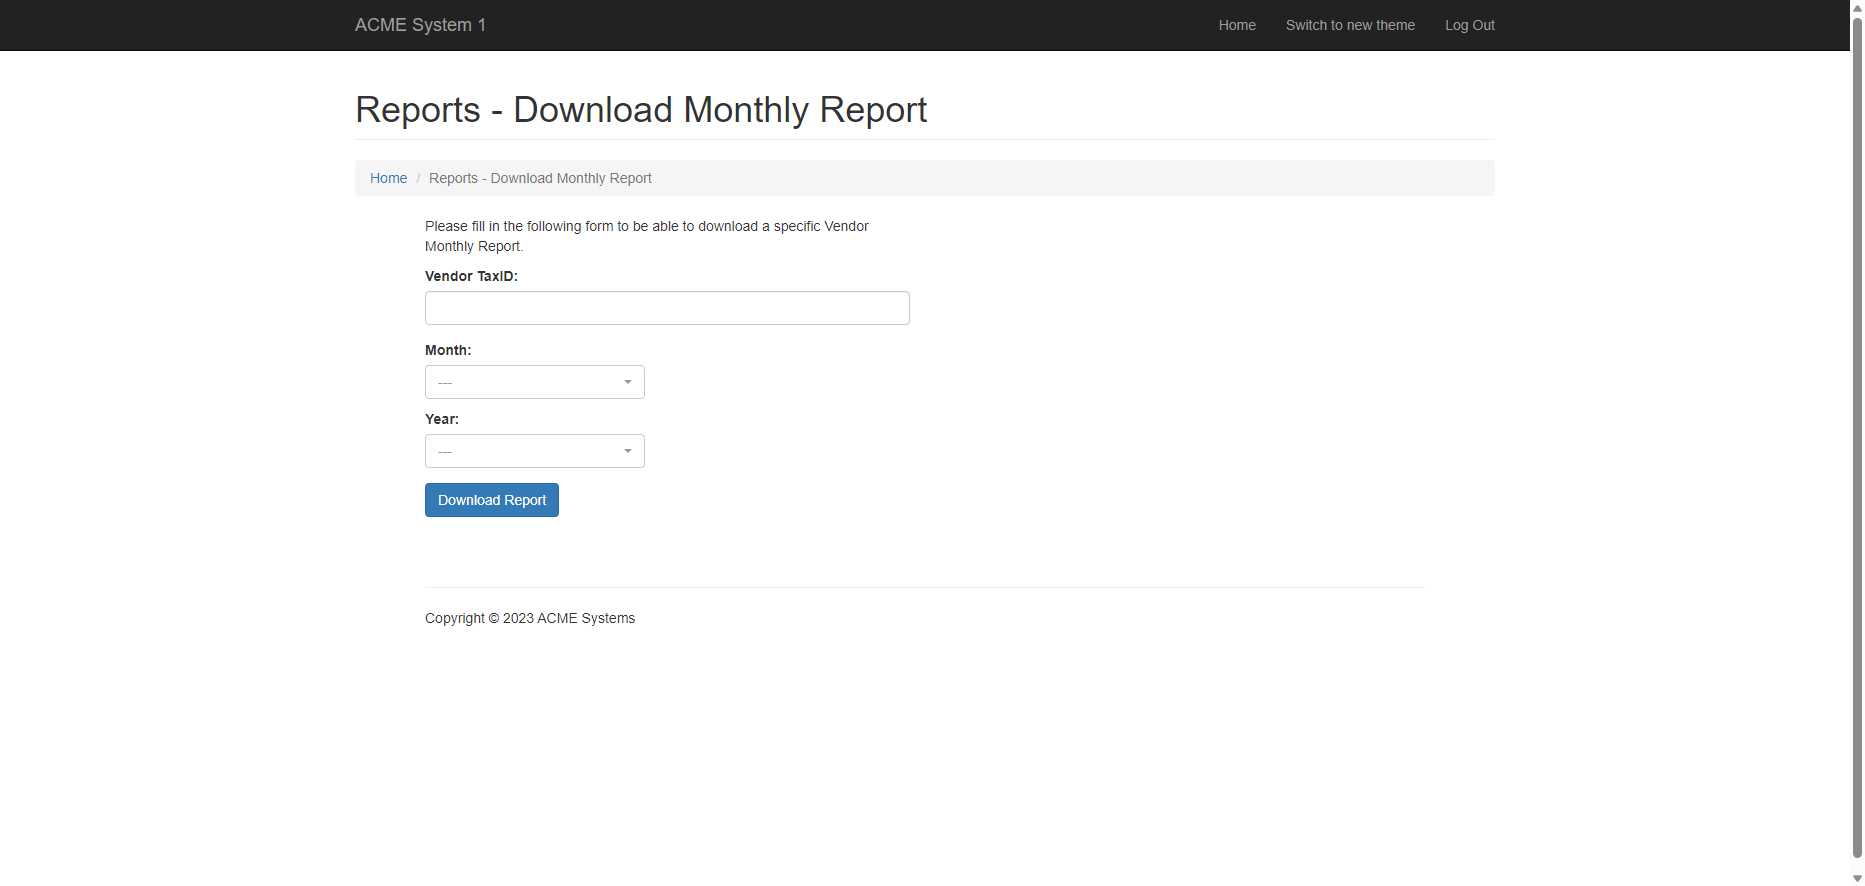 ACME System 1
Home
Switch to new theme
Log Out
Reports - Download Monthly Report
Home / Reports - Download Monthly Report
Please fill in the following form to be able to download a specific Vendor
Monthly Report.
Vendor TaxID:
Month:
---
Year:
---
Download Report
Copyright © 2023 ACME Systems